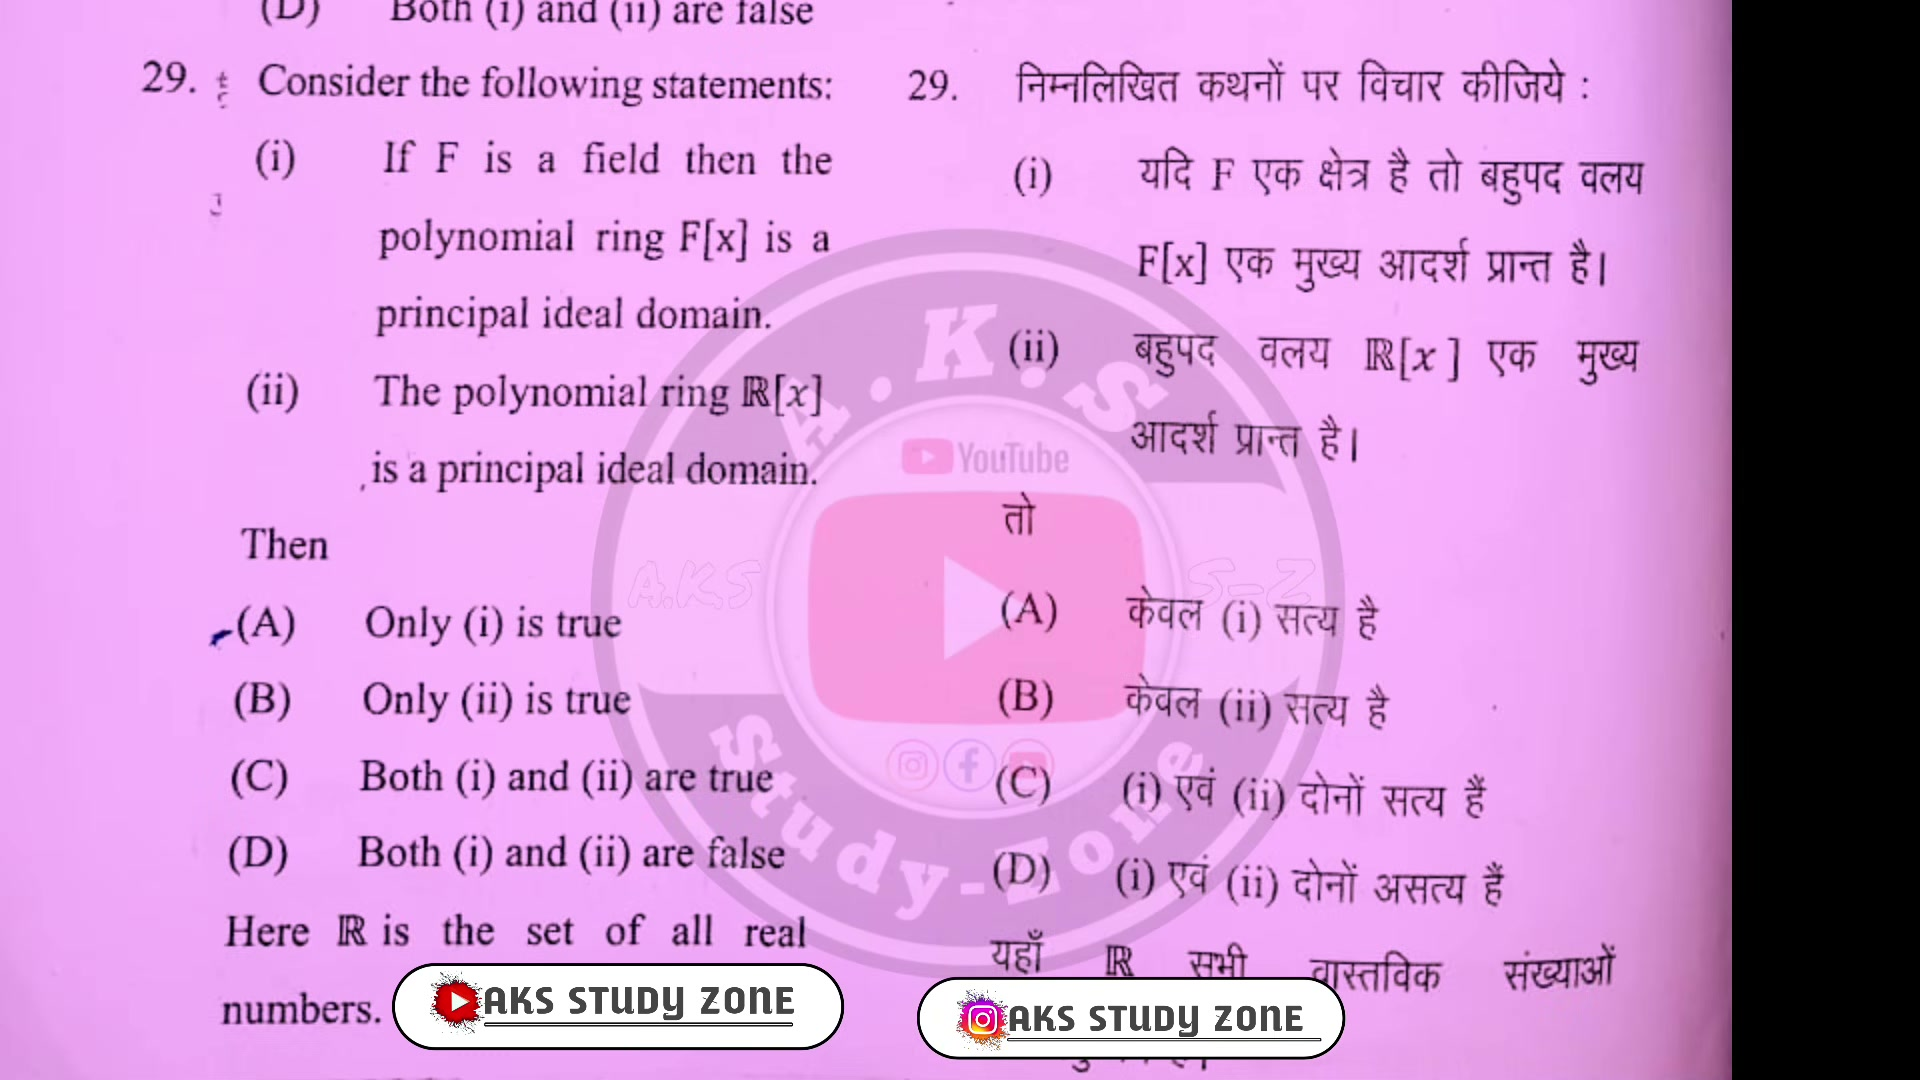 (D) Both (i) and (ii) are false
29. Consider the following statements:
(i) If F is a field then the
polynomial ring F[x] is a
principal ideal domain.
(ii) The polynomial ring ℝ[x]
is a principal ideal domain.
Then
(A) Only (i) is true
(B) Only (ii) is true
(C) Both (i) and (ii) are true
(D) Both (i) and (ii) are false
Here ℝ is the set of all real
numbers.
29. निम्नलिखित कथनों पर विचार कीजिये :
(i) यदि F एक क्षेत्र है तो बहुपद वलय
F[x] एक मुख्य आदर्श प्रान्त है।
(ii) बहुपद वलय ℝ[x] एक मुख्य
आदर्श प्रान्त है।
तो
(A) केवल (i) सत्य है
(B) केवल (ii) सत्य है
(C) (i) एवं (ii) दोनों सत्य हैं
(D) (i) एवं (ii) दोनों असत्य हैं
यहाँ ℝ सभी वास्तविक संख्याओं
A.K.S
YouTube
A.K.S S-Z
Study-Zone
AKS STUDY ZONE
AKS STUDY ZONE